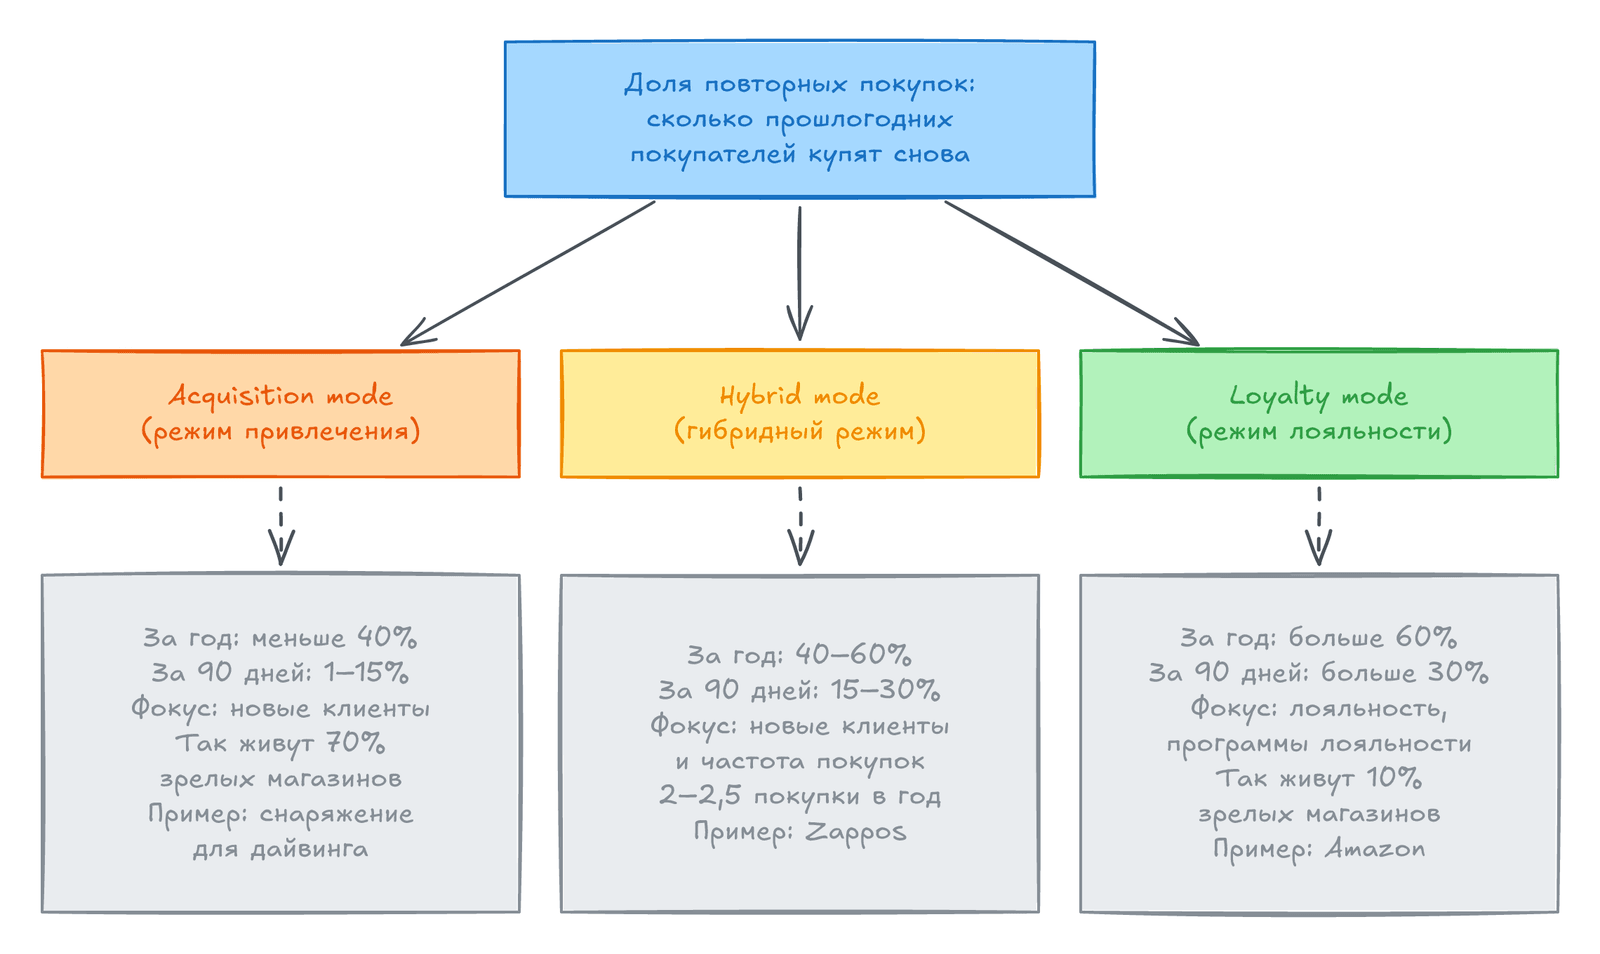 Доля повторных покупок:
сколько прошлогодних
покупателей купят снова
Acquisition mode
(режим привлечения)
Hybrid mode
(гибридный режим)
Loyalty mode
(режим лояльности)
За год: меньше 40%
За 90 дней: 1–15%
Фокус: новые клиенты
Так живут 70%
зрелых магазинов
Пример: снаряжение
для дайвинга
За год: 40–60%
За 90 дней: 15–30%
Фокус: новые клиенты
и частота покупок
2–2,5 покупки в год
Пример: Zappos
За год: больше 60%
За 90 дней: больше 30%
Фокус: лояльность,
программы лояльности
Так живут 10%
зрелых магазинов
Пример: Amazon